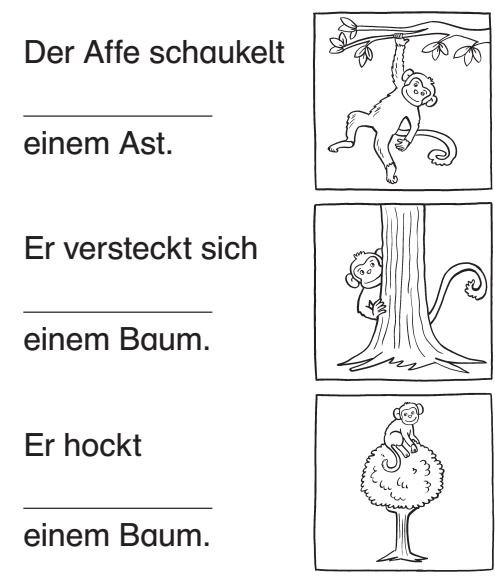 Der Affe schaukelt
einem Ast.
Er versteckt sich
einem Baum.
Er hockt
einem Baum.